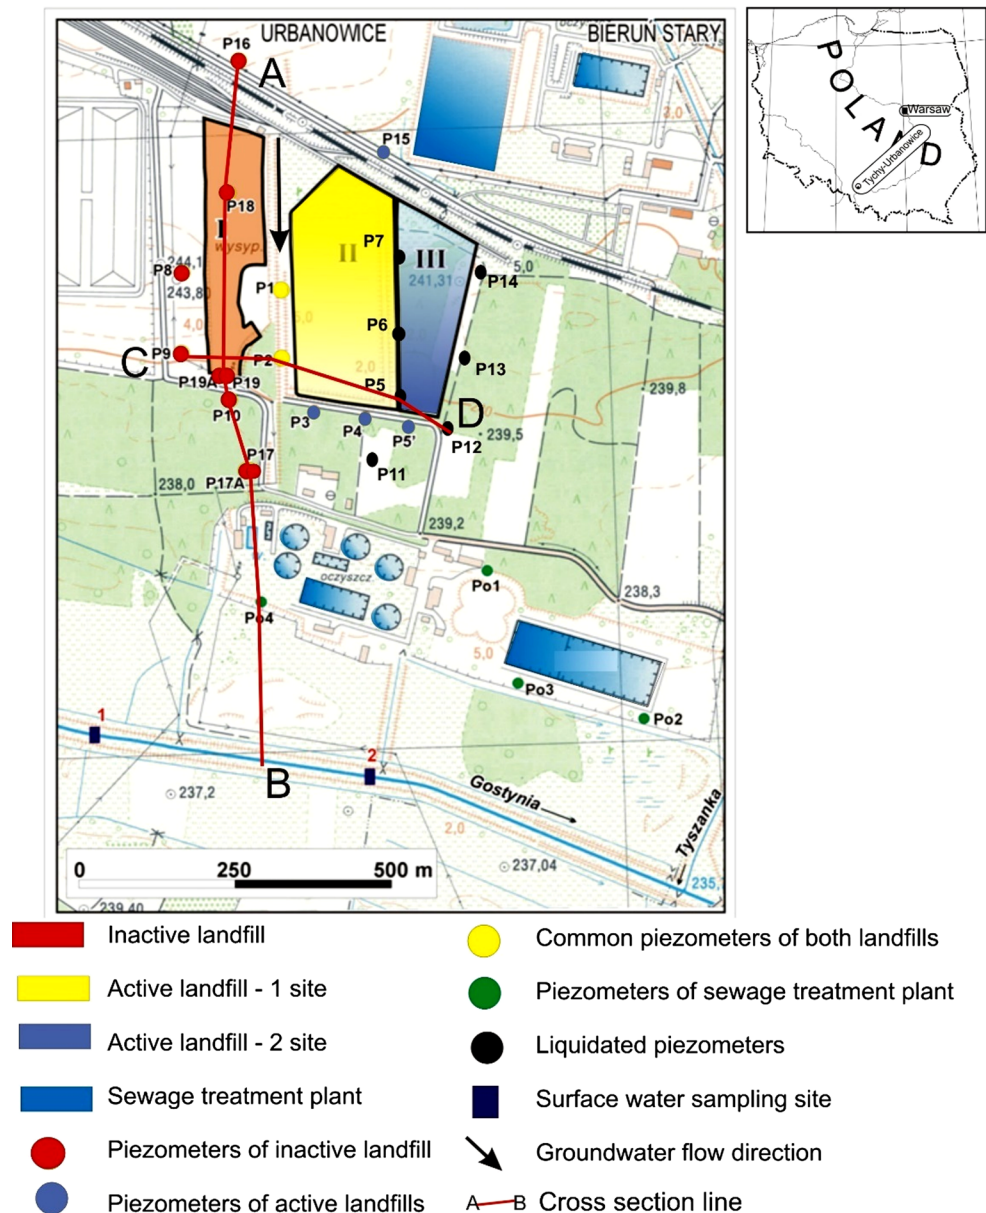 URBANOWICE
BIERUŃ STARY
P16
A
P15
3,0
P18
I
wysyp.
P7
II
III
P8
244,1
243,8
241,31
5,0
P14
P1
5,0
4,0
P6
C
P9
P2
2,0
P13
P19A
P19
P5
239,8
P10
P3
P4
P5'
D
P12
239,5
P11
P17
P17A
238,0
239,2
oczyszcz.
Po1
238,3
Po4
5,0
Po3
Po2
1
2
B
237,2
Gostynia
Tyszanka
2,0
237,04
235,
0 250 500 m
239,40
POLAND
Warsaw
Tychy-Urbanowice
Inactive landfill
Active landfill - 1 site
Active landfill - 2 site
Sewage treatment plant
Piezometers of inactive landfill
Piezometers of active landfills
Common piezometers of both landfills
Piezometers of sewage treatment plant
Liquidated piezometers
Surface water sampling site
Groundwater flow direction
A B Cross section line